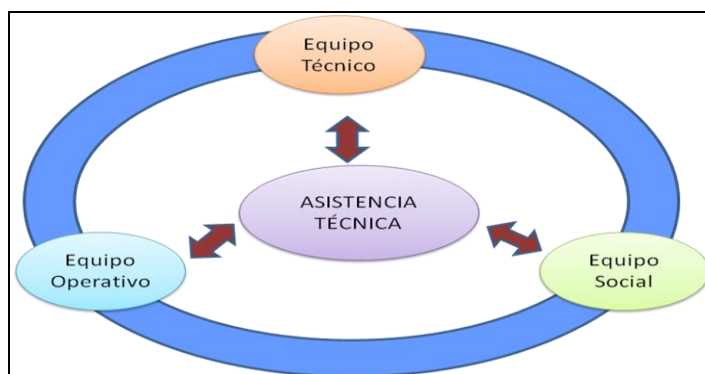 Equipo
Técnico
ASISTENCIA
TÉCNICA
Equipo
Operativo
Equipo
Social